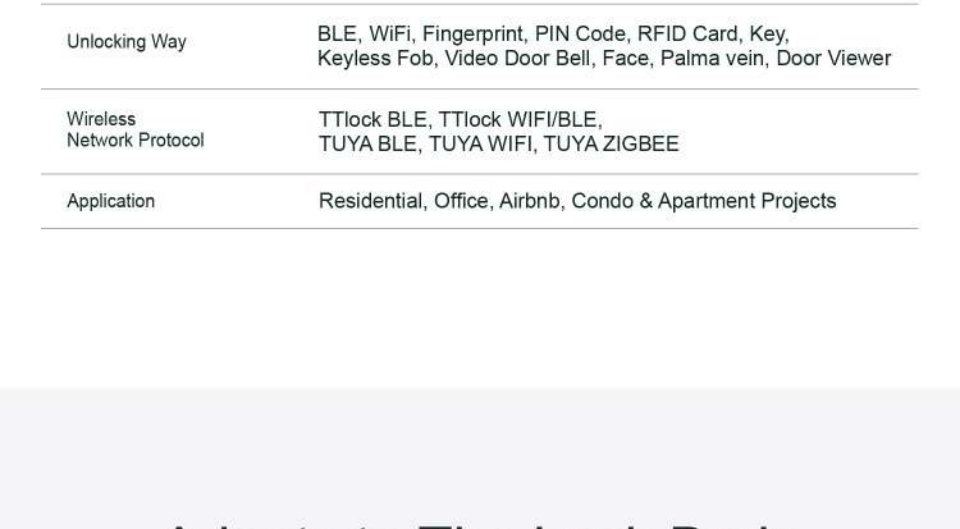 Unlocking Way
BLE, WiFi, Fingerprint, PIN Code, RFID Card, Key,
Keyless Fob, Video Door Bell, Face, Palma vein, Door Viewer
Wireless
Network Protocol
TTlock BLE, TTlock WIFI/BLE,
TUYA BLE, TUYA WIFI, TUYA ZIGBEE
Application
Residential, Office, Airbnb, Condo & Apartment Projects